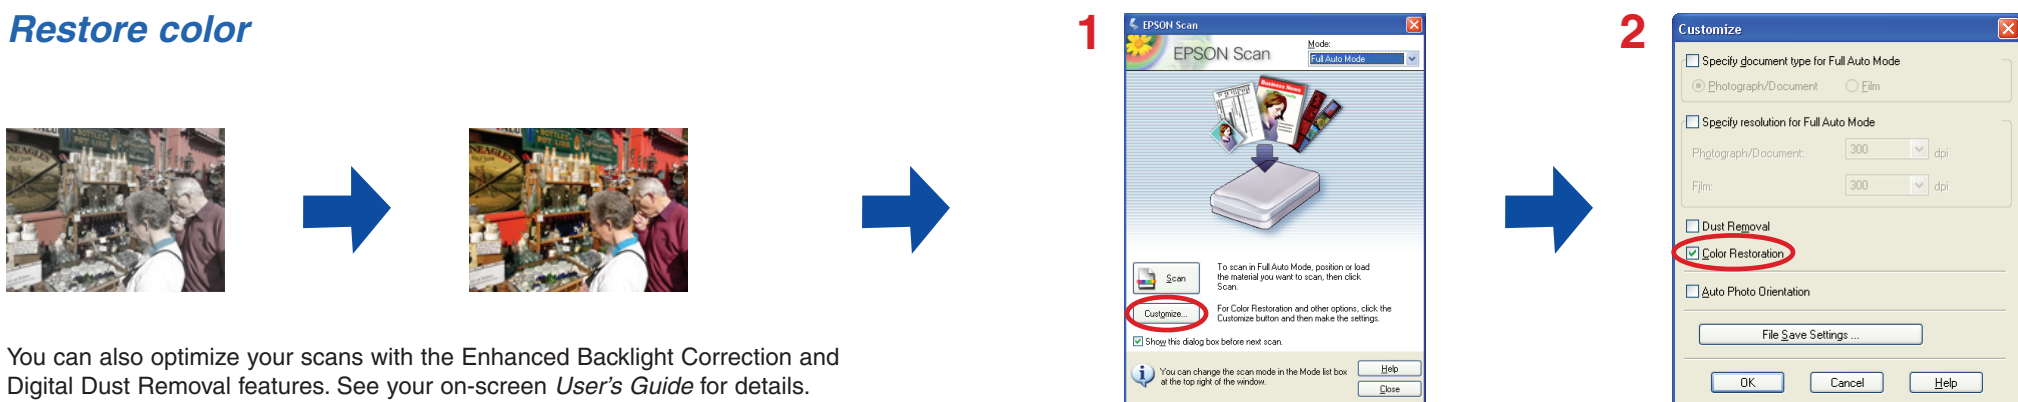 Restore color
You can also optimize your scans with the Enhanced Backlight Correction and
Digital Dust Removal features. See your on-screen User's Guide for details.
1
EPSON Scan
EPSON Scan
Mode:
Full Auto Mode
Business News
Scan
To scan in Full Auto Mode, position or load
the material you want to scan, then click
Scan.
Customize...
For Color Restoration and other options, click the
Customize button and then make the settings.
Show this dialog box before next scan.
You can change the scan mode in the Mode list box
at the top right of the window.
Help
Close
2
Customize
Specify document type for Full Auto Mode
Photograph/Document
Film
Specify resolution for Full Auto Mode
Photograph/Document:
300
dpi
Film:
300
dpi
Dust Removal
Color Restoration
Auto Photo Orientation
File Save Settings ...
OK
Cancel
Help